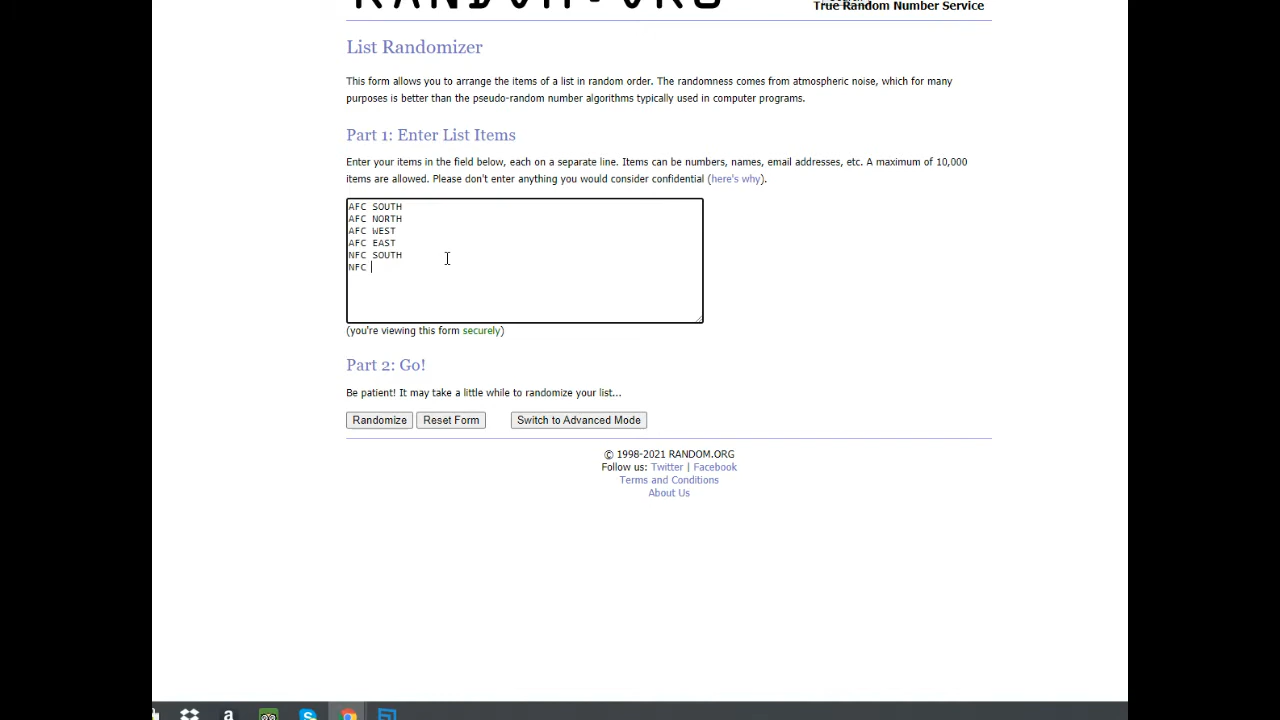 RANDOM.ORG
True Random Number Service
List Randomizer
This form allows you to arrange the items of a list in random order. The randomness comes from atmospheric noise, which for many
purposes is better than the pseudo-random number algorithms typically used in computer programs.
Part 1: Enter List Items
Enter your items in the field below, each on a separate line. Items can be numbers, names, email addresses, etc. A maximum of 10,000
items are allowed. Please don't enter anything you would consider confidential (here's why).
AFC SOUTH
AFC NORTH
AFC WEST
AFC EAST
NFC SOUTH
NFC
(you're viewing this form securely)
Part 2: Go!
Be patient! It may take a little while to randomize your list...
Randomize Reset Form Switch to Advanced Mode
© 1998-2021 RANDOM.ORG
Follow us: Twitter | Facebook
Terms and Conditions
About Us